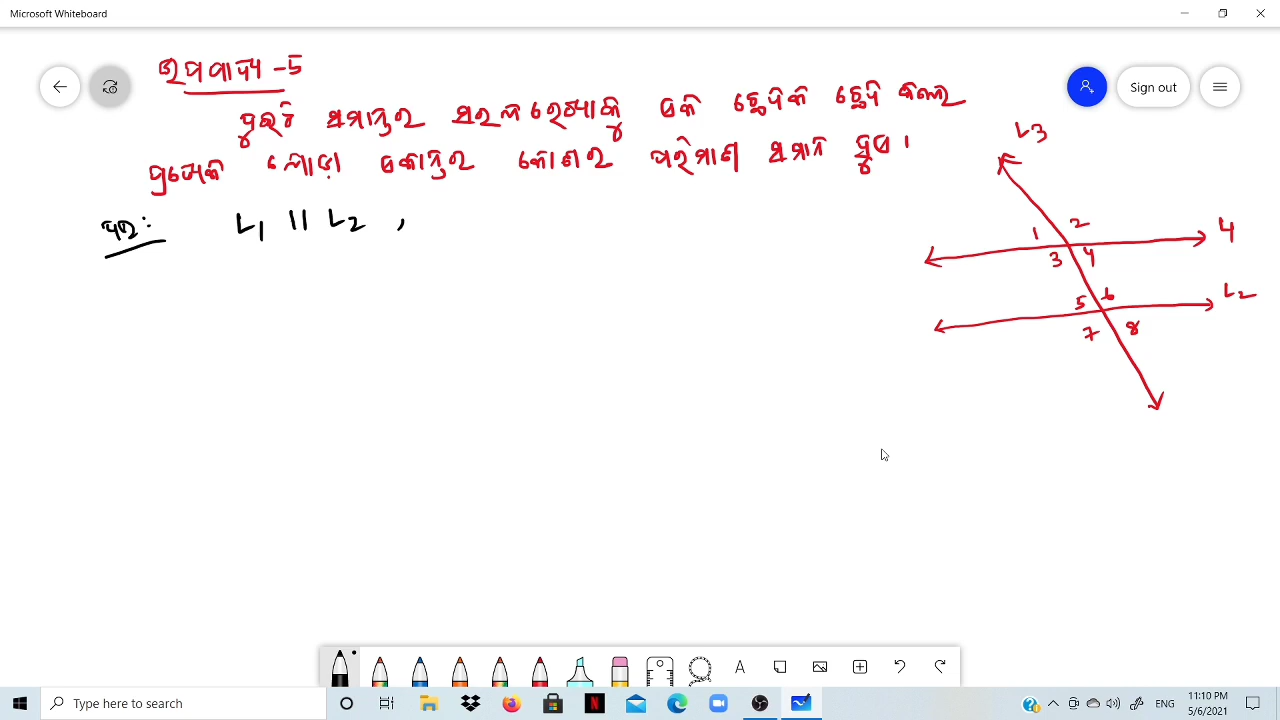 Microsoft Whiteboard
Sign out
ଉପପାଦ୍ୟ -5
ଦୁଇଟି ସମାନ୍ତର ସରଳରେଖାକୁ ଏକ ଛେଦକ ଛେଦ କଲେ
ପ୍ରତ୍ୟେକ ଯୋଡ଼ା ଏକାନ୍ତର କୋଣର ପରିମାଣ ସମାନ ହୁଏ ।
ଦତ୍ତ : L1 || L2 ,
L3
1 2
3 4
L1
5 6
L2
7 8
Type here to search
ENG
11:10 PM
5/6/2021